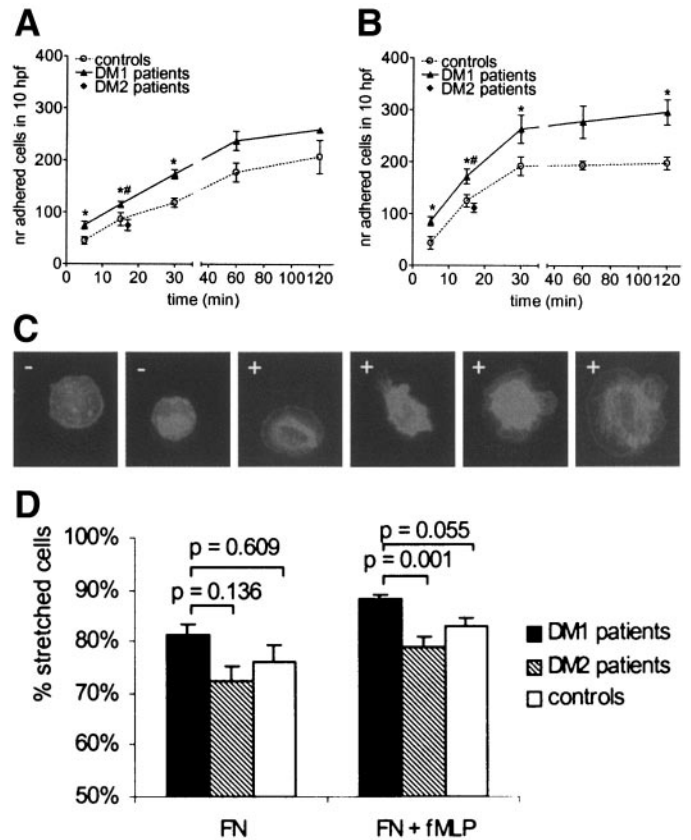 A
controls
DM1 patients
DM2 patients
nr adhered cells in 10 hpf
400
300
200
100
0
*
*#
*
0 10 20 30 40 60 80 100 120
time (min)
B
controls
DM1 patients
DM2 patients
nr adhered cells in 10 hpf
400
300
200
100
0
*
*#
*
*
0 10 20 30 40 60 80 100 120
time (min)
C
- - + + + +
D
% stretched cells
100%
90%
80%
70%
60%
50%
p = 0.609
p = 0.136
p = 0.055
p = 0.001
DM1 patients
DM2 patients
controls
FN FN + fMLP